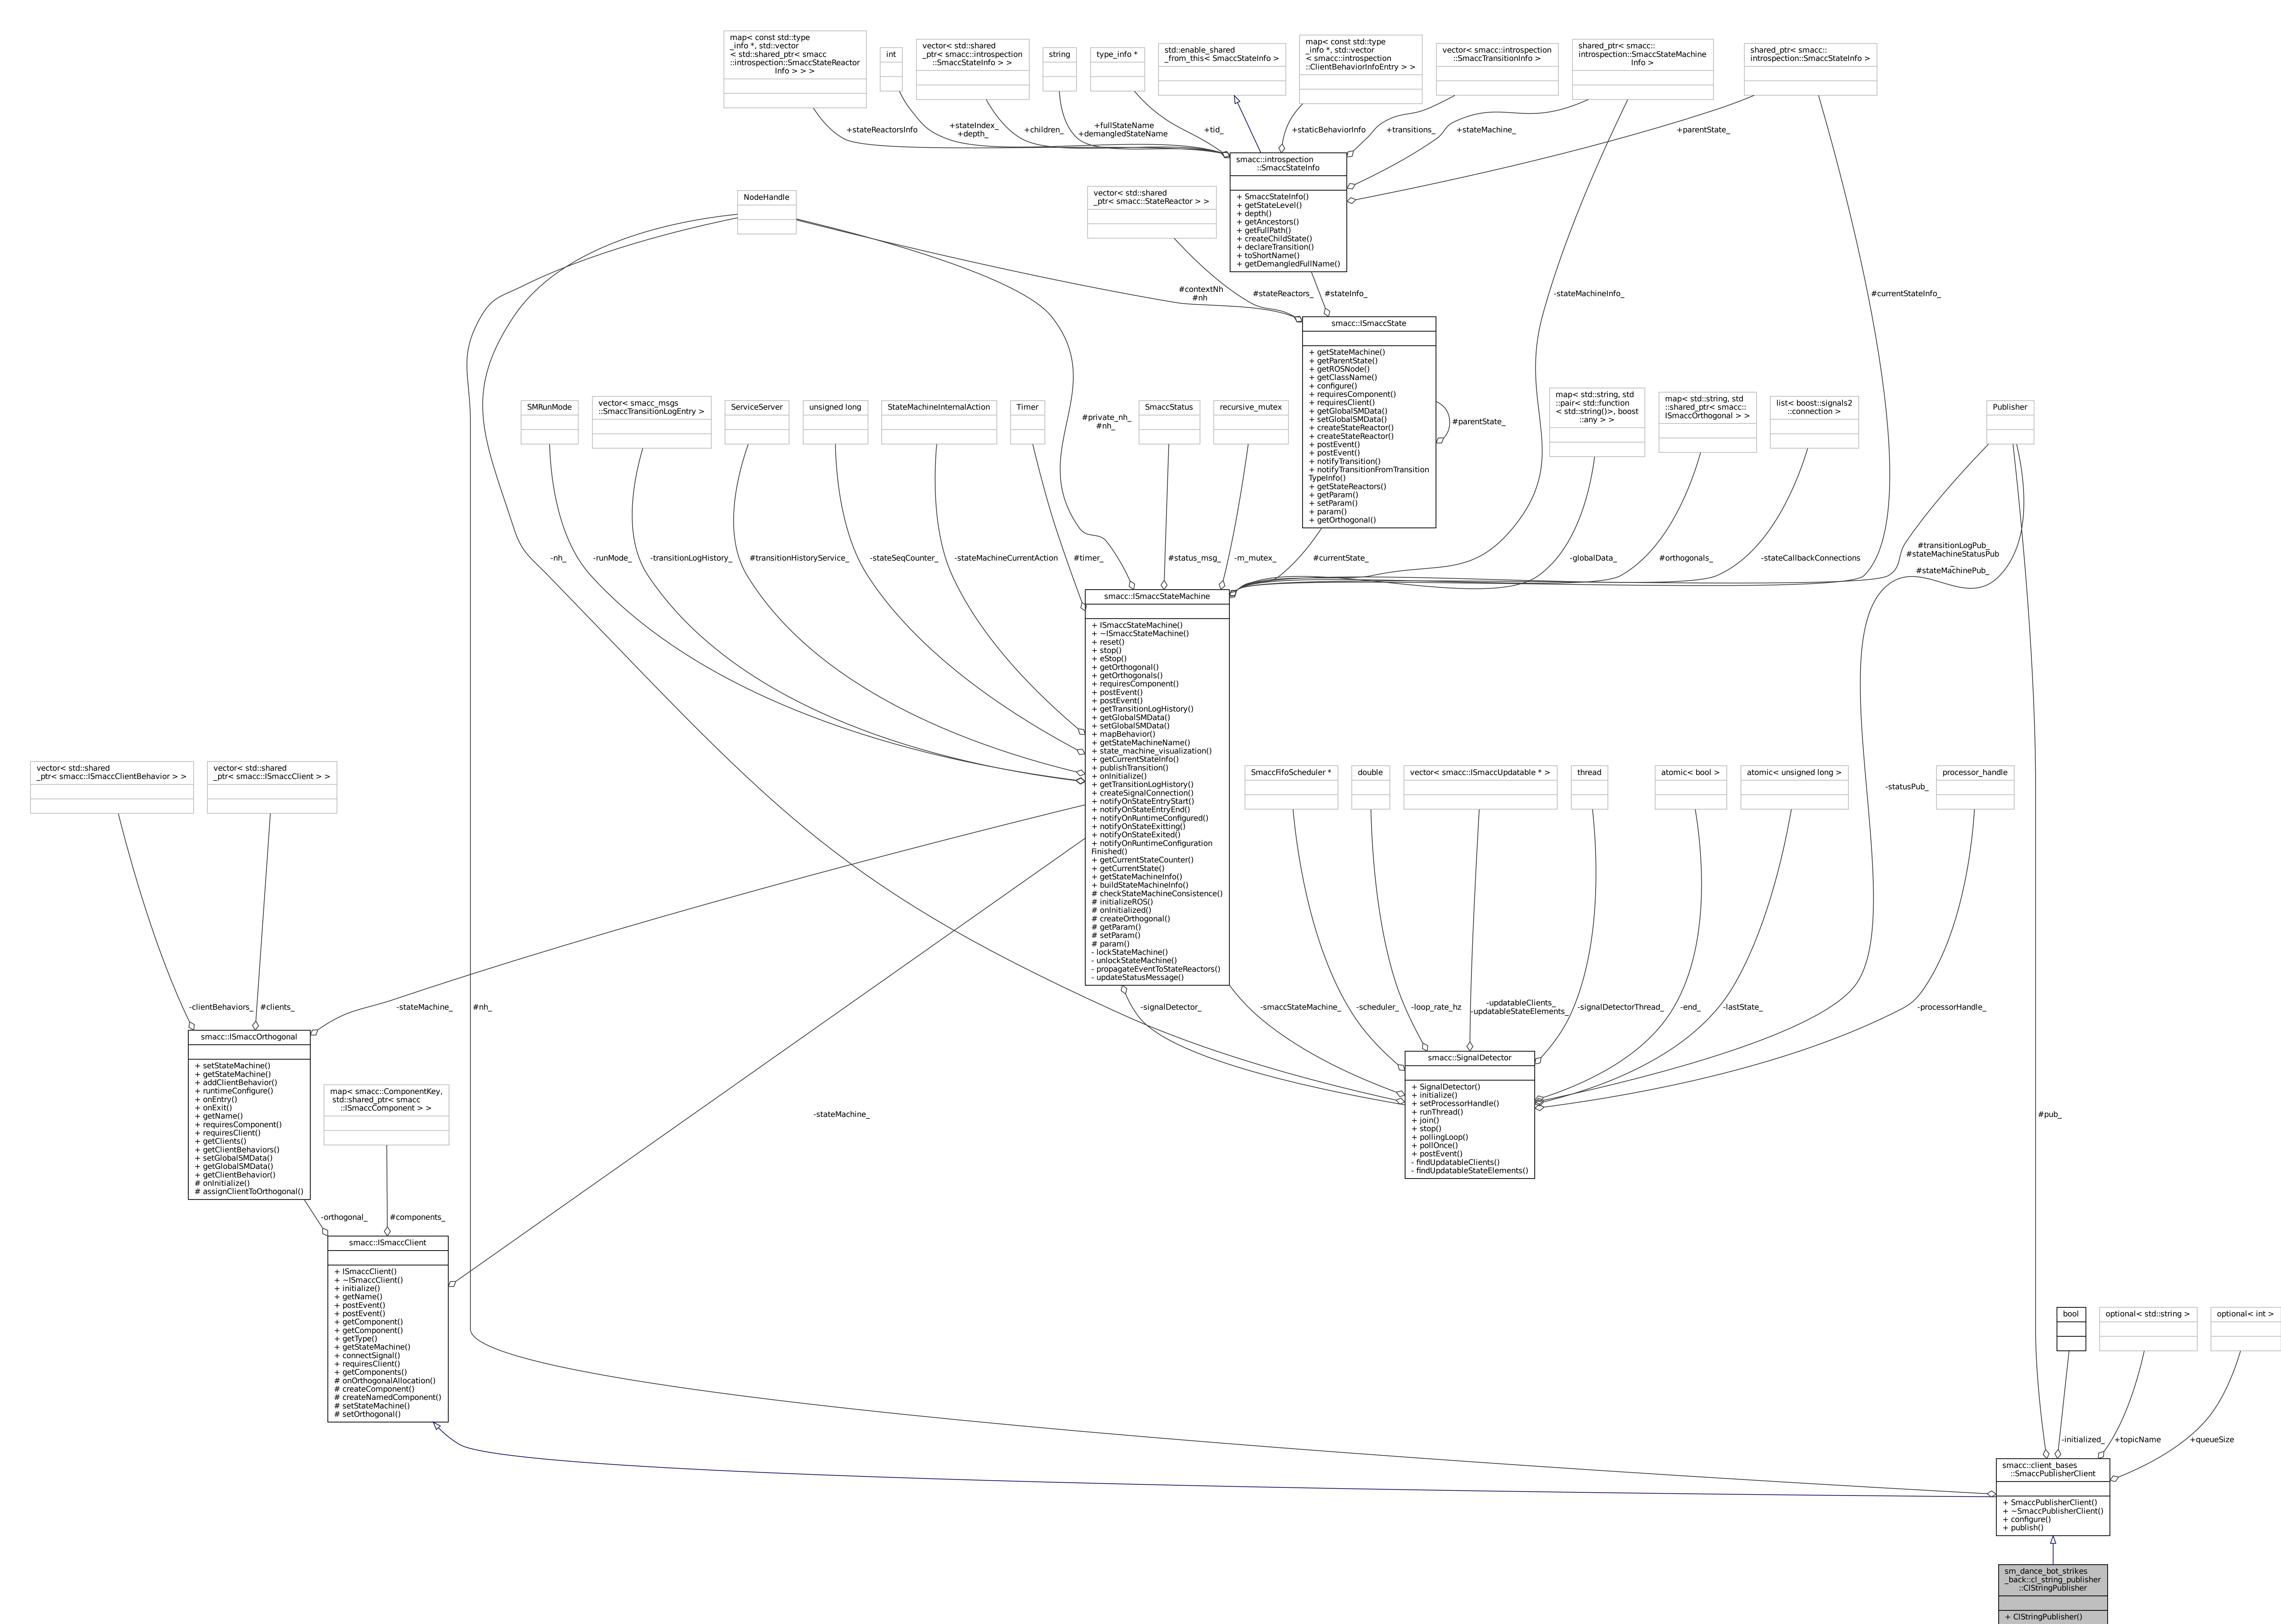 map< const std::type
_info *, std::vector
< std::shared_ptr< smacc
::introspection::SmaccStateReactor
Info > > >
int
vector< std::shared
_ptr< smacc::introspection
::SmaccStateInfo > >
string
type_info *
std::enable_shared
_from_this< SmaccStateInfo >
map< const std::type
_info *, std::vector
< smacc::introspection
::ClientBehaviorInfoEntry > >
vector< smacc::introspection
::SmaccTransitionInfo >
shared_ptr< smacc::
introspection::SmaccStateMachine
Info >
shared_ptr< smacc::
introspection::SmaccStateInfo >
+stateReactorsInfo
+stateIndex_
+depth_
+children_
+fullStateName
+demangledStateName
+tid_
+staticBehaviorInfo
+transitions_
+stateMachine_
+parentState_
smacc::introspection
::SmaccStateInfo
+ SmaccStateInfo()
+ getStateLevel()
+ depth()
+ getAncestors()
+ getFullPath()
+ createChildState()
+ declareTransition()
+ toShortName()
+ getDemangledFullName()
NodeHandle
vector< std::shared
_ptr< smacc::StateReactor > >
#contextNh
#nh
#stateReactors_
#stateInfo_
-stateMachineInfo_
#currentStateInfo_
smacc::ISmaccState
+ getStateMachine()
+ getParentState()
+ getROSNode()
+ getClassName()
+ configure()
+ requiresComponent()
+ requiresClient()
+ getGlobalSMData()
+ setGlobalSMData()
+ createStateReactor()
+ createStateReactor()
+ postEvent()
+ postEvent()
+ notifyTransition()
+ notifyTransitionFromTransition
TypeInfo()
+ getStateReactors()
+ getParam()
+ setParam()
+ param()
+ getOrthogonal()
#parentState_
SMRunMode
vector< smacc_msgs
::SmaccTransitionLogEntry >
ServiceServer
unsigned long
StateMachineInternalAction
Timer
#private_nh_
#nh_
SmaccStatus
recursive_mutex
map< std::string, std
::pair< std::function
< std::string()>, boost
::any > >
map< std::string, std
::shared_ptr< smacc::
ISmaccOrthogonal > >
list< boost::signals2
::connection >
Publisher
-nh_
-runMode_
-transitionLogHistory_
#transitionHistoryService_
-stateSeqCounter_
-stateMachineCurrentAction
#timer_
#status_msg_
-m_mutex_
#currentState_
-globalData_
#orthogonals_
-stateCallbackConnections
#transitionLogPub_
#stateMachineStatusPub
_
#stateMachinePub_
smacc::ISmaccStateMachine
+ ISmaccStateMachine()
+ ~ISmaccStateMachine()
+ reset()
+ stop()
+ eStop()
+ getOrthogonal()
+ getOrthogonals()
+ requiresComponent()
+ postEvent()
+ postEvent()
+ getTransitionLogHistory()
+ getGlobalSMData()
+ setGlobalSMData()
+ mapBehavior()
+ getStateMachineName()
+ state_machine_visualization()
+ getCurrentStateInfo()
+ publishTransition()
+ onInitialize()
+ getTransitionLogHistory()
+ createSignalConnection()
+ notifyOnStateEntryStart()
+ notifyOnStateEntryEnd()
+ notifyOnRuntimeConfigured()
+ notifyOnStateExitting()
+ notifyOnStateExited()
+ notifyOnRuntimeConfiguration
Finished()
+ getCurrentStateCounter()
+ getCurrentState()
+ getStateMachineInfo()
+ buildStateMachineInfo()
# checkStateMachineConsistence()
# initializeROS()
# onInitialized()
# createOrthogonal()
# getParam()
# setParam()
# param()
- lockStateMachine()
- unlockStateMachine()
- propagateEventToStateReactors()
- updateStatusMessage()
vector< std::shared
_ptr< smacc::ISmaccClientBehavior > >
vector< std::shared
_ptr< smacc::ISmaccClient > >
SmaccFifoScheduler *
double
vector< smacc::ISmaccUpdatable * >
thread
atomic< bool >
atomic< unsigned long >
-statusPub_
processor_handle
-clientBehaviors_
#clients_
-stateMachine_
#nh_
-signalDetector_
-smaccStateMachine_
-scheduler_
-loop_rate_hz
-updatableClients_
-updatableStateElements_
-signalDetectorThread_
-end_
-lastState_
-processorHandle_
smacc::ISmaccOrthogonal
+ setStateMachine()
+ getStateMachine()
+ addClientBehavior()
+ runtimeConfigure()
+ onEntry()
+ onExit()
+ getName()
+ requiresComponent()
+ requiresClient()
+ getClients()
+ getClientBehaviors()
+ setGlobalSMData()
+ getGlobalSMData()
+ getClientBehavior()
# onInitialize()
# assignClientToOrthogonal()
smacc::SignalDetector
+ SignalDetector()
+ initialize()
+ setProcessorHandle()
+ runThread()
+ join()
+ stop()
+ pollingLoop()
+ pollOnce()
+ postEvent()
- findUpdatableClients()
- findUpdatableStateElements()
map< smacc::ComponentKey,
std::shared_ptr< smacc
::ISmaccComponent > >
-stateMachine_
#pub_
-orthogonal_
#components_
smacc::ISmaccClient
+ ISmaccClient()
+ ~ISmaccClient()
+ initialize()
+ getName()
+ postEvent()
+ postEvent()
+ getComponent()
+ getComponent()
+ getType()
+ getStateMachine()
+ connectSignal()
+ requiresClient()
+ getComponents()
# onOrthogonalAllocation()
# createComponent()
# createNamedComponent()
# setStateMachine()
# setOrthogonal()
bool
optional< std::string >
optional< int >
-initialized_
+topicName
+queueSize
smacc::client_bases
::SmaccPublisherClient
+ SmaccPublisherClient()
+ ~SmaccPublisherClient()
+ configure()
+ publish()
sm_dance_bot_strikes
_back::cl_string_publisher
::ClStringPublisher
+ ClStringPublisher()